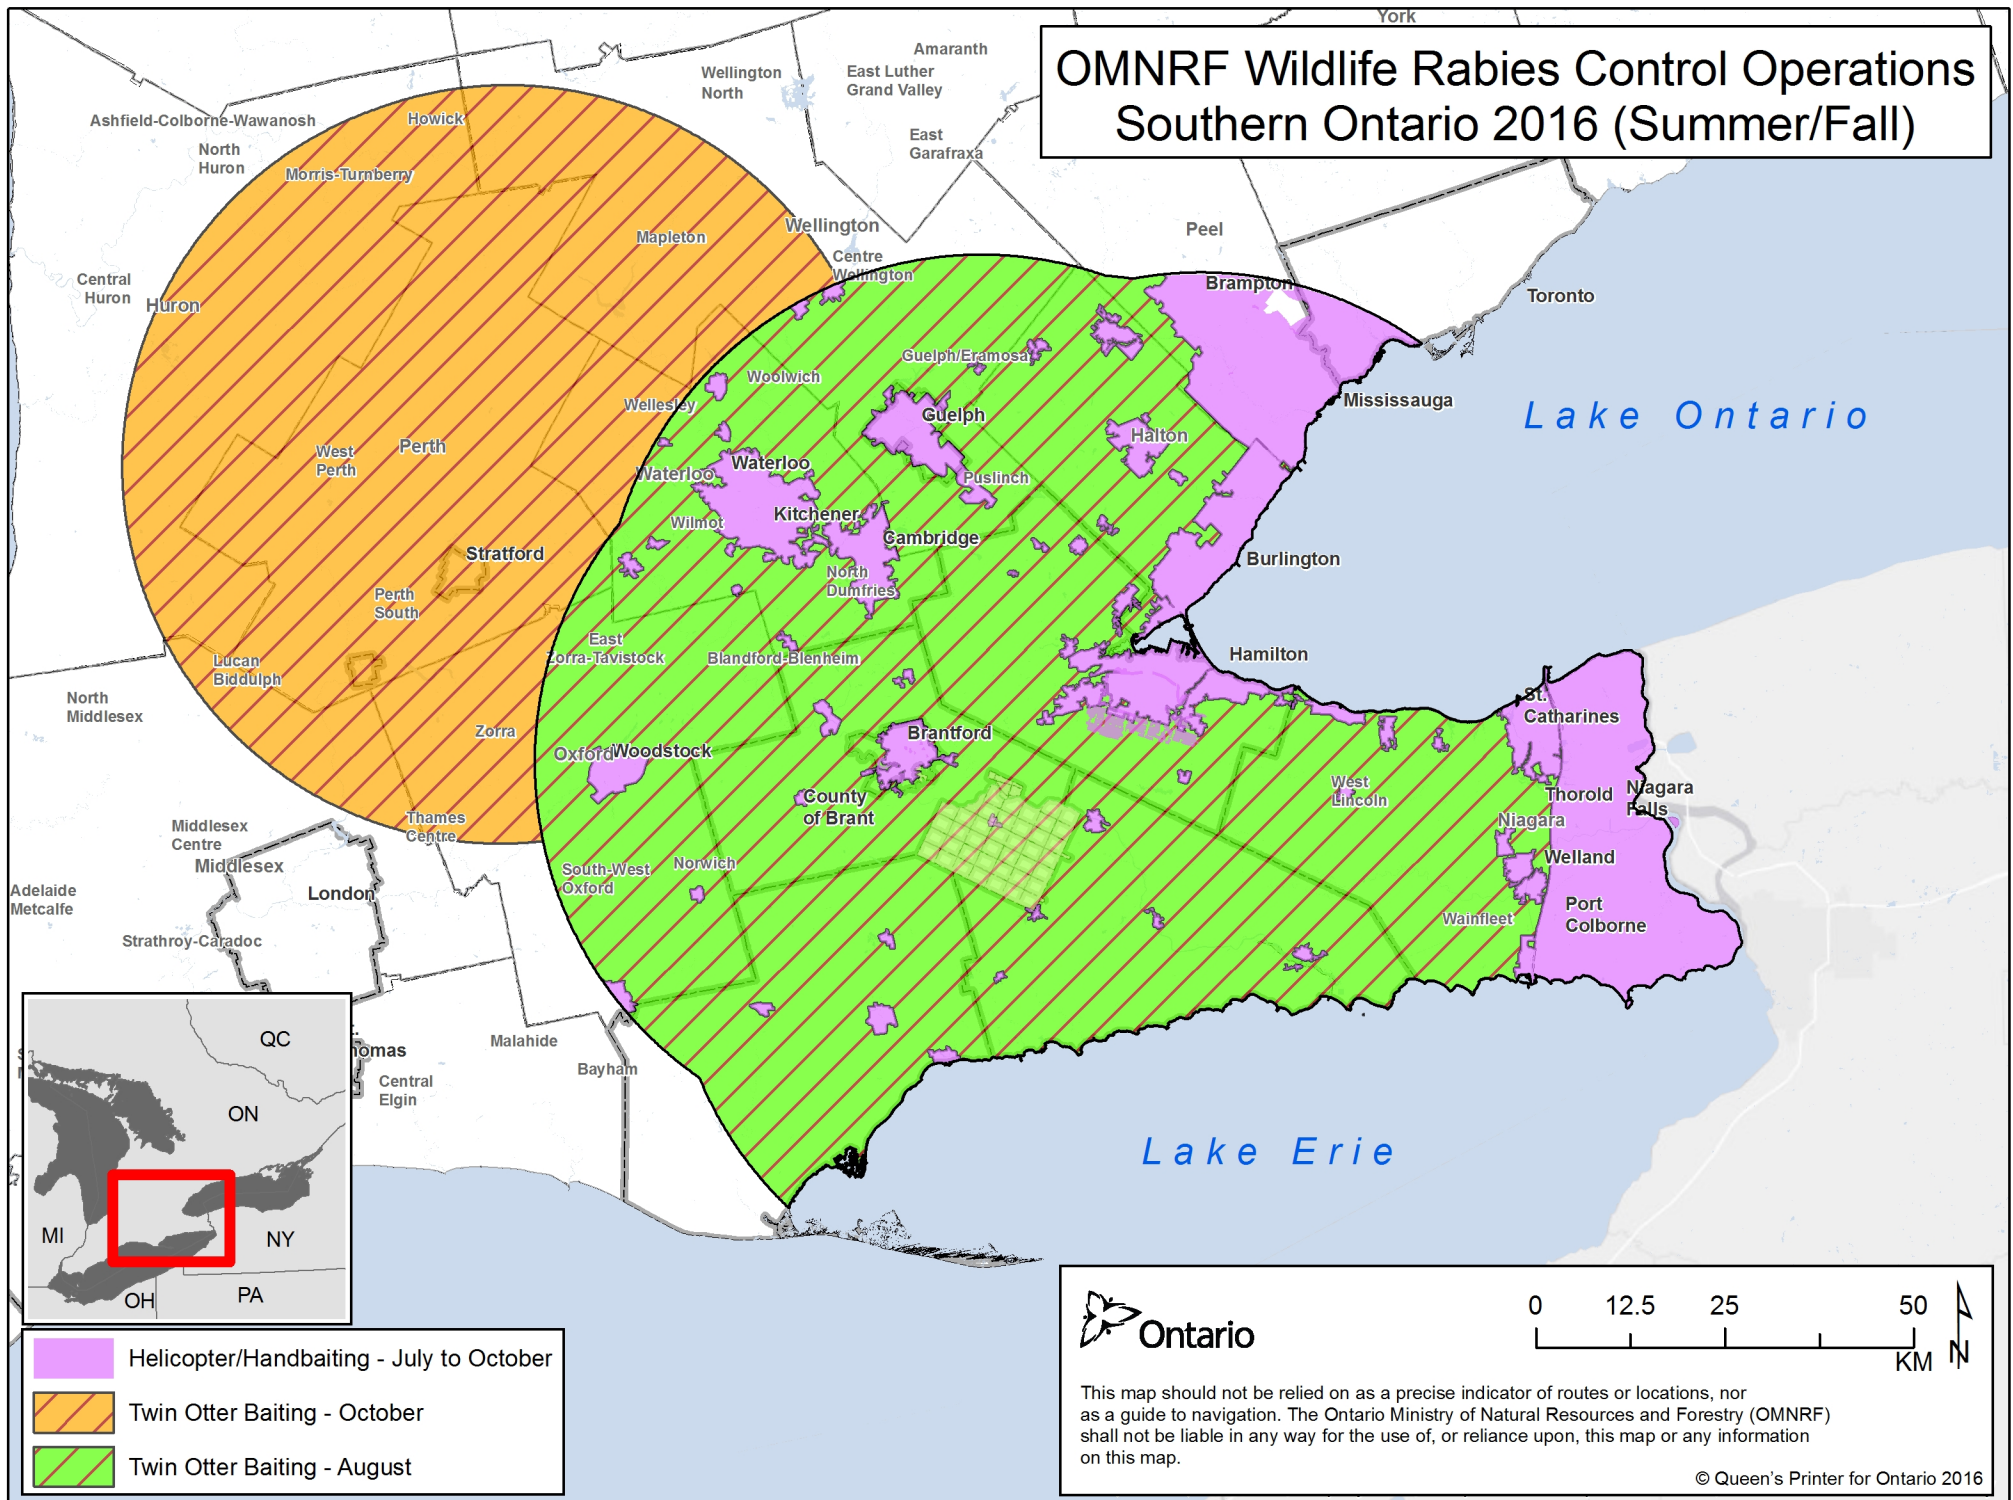 York
OMNRF Wildlife Rabies Control Operations
Southern Ontario 2016 (Summer/Fall)
Amaranth
Wellington
North
East Luther
Grand Valley
East
Garafraxa
Ashfield-Colborne-Wawanosh
North
Huron
Howick
Morris-Turnberry
Mapleton
Wellington
Centre
Wellington
Peel
Central
Huron
Huron
Brampton
Toronto
Guelph/Eramosa
Woolwich
Wellesley
Guelph
Mississauga
Lake Ontario
West
Perth
Perth
Halton
Waterloo
Waterloo
Puslinch
Wilmot
Kitchener
Cambridge
Stratford
Burlington
North
Dumfries
Perth
South
East
Zorra-Tavistock
Blandford-Blenheim
Hamilton
Lucan
Biddulph
North
Middlesex
St.
Catharines
Zorra
Oxford
Woodstock
Brantford
County
of Brant
West
Lincoln
Thorold
Niagara
Falls
Niagara
Thames
Centre
Middlesex
Centre
Middlesex
Welland
South-West
Oxford
Norwich
Adelaide
Metcalfe
London
Port
Colborne
Wainfleet
Strathroy-Caradoc
Malahide
homas
Bayham
Central
Elgin
Lake Erie
QC
ON
MI
NY
PA
OH
Helicopter/Handbaiting - July to October
Twin Otter Baiting - October
Twin Otter Baiting - August
Ontario
0 12.5 25 50
KM
N
This map should not be relied on as a precise indicator of routes or locations, nor
as a guide to navigation. The Ontario Ministry of Natural Resources and Forestry (OMNRF)
shall not be liable in any way for the use of, or reliance upon, this map or any information
on this map.
© Queen's Printer for Ontario 2016